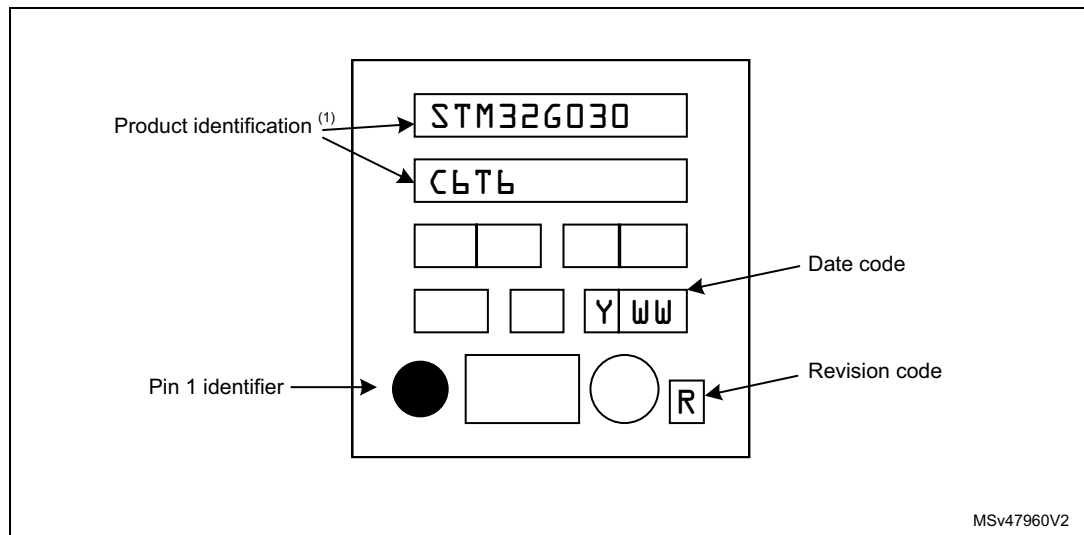 STM32G030
Product identification (1)
C6T6
Date code
Y WW
Pin 1 identifier
Revision code
R
MSv47960V2